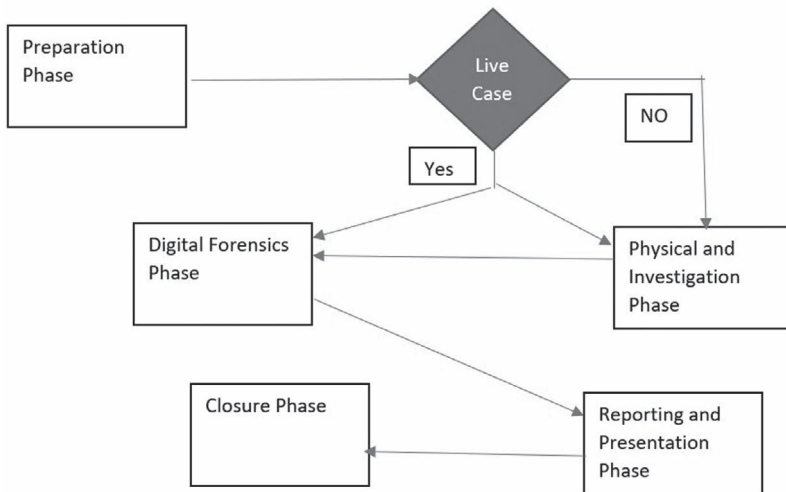 Preparation
Phase
Live
Case
NO
Yes
Digital Forensics
Phase
Physical and
Investigation
Phase
Closure Phase
Reporting and
Presentation
Phase